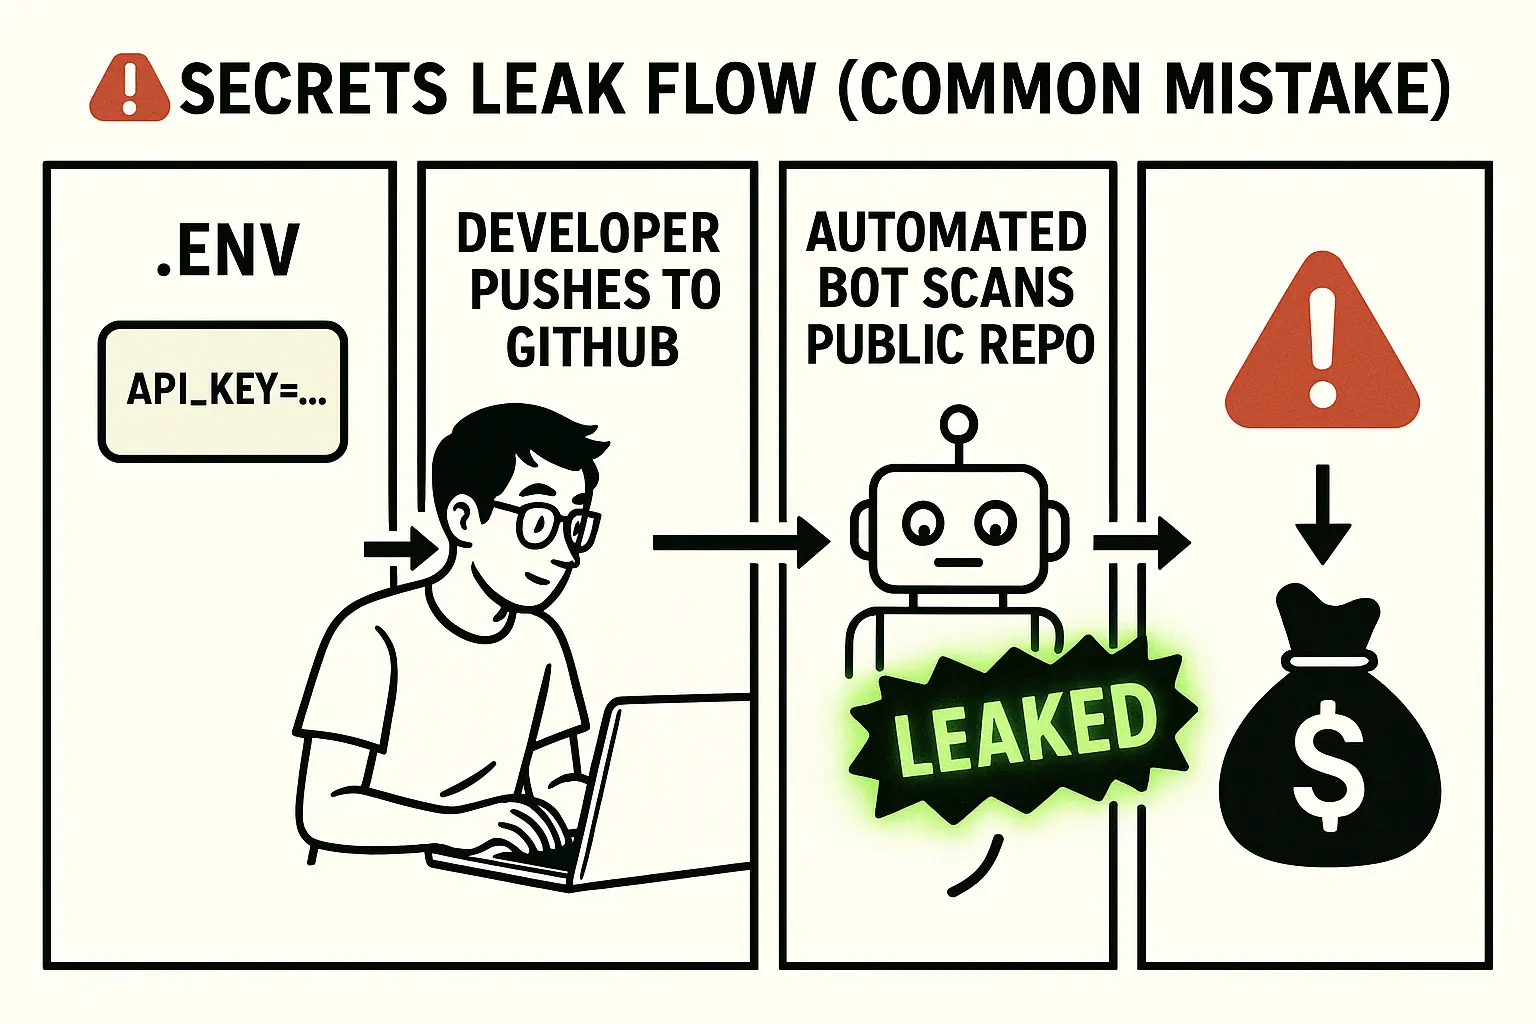 SECRETS LEAK FLOW (COMMON MISTAKE)
.ENV
API_KEY=...
DEVELOPER
PUSHES TO
GITHUB
AUTOMATED
BOT SCANS
PUBLIC REPO
LEAKED
$